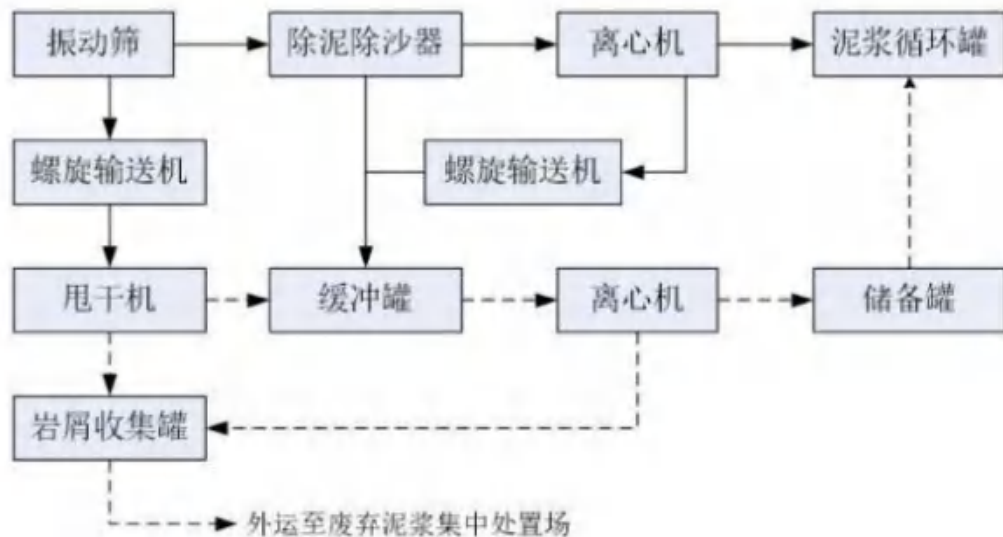 振动筛
除泥除沙器
离心机
泥浆循环罐
螺旋输送机
螺旋输送机
甩干机
缓冲罐
离心机
储备罐
岩屑收集罐
外运至废弃泥浆集中处置场